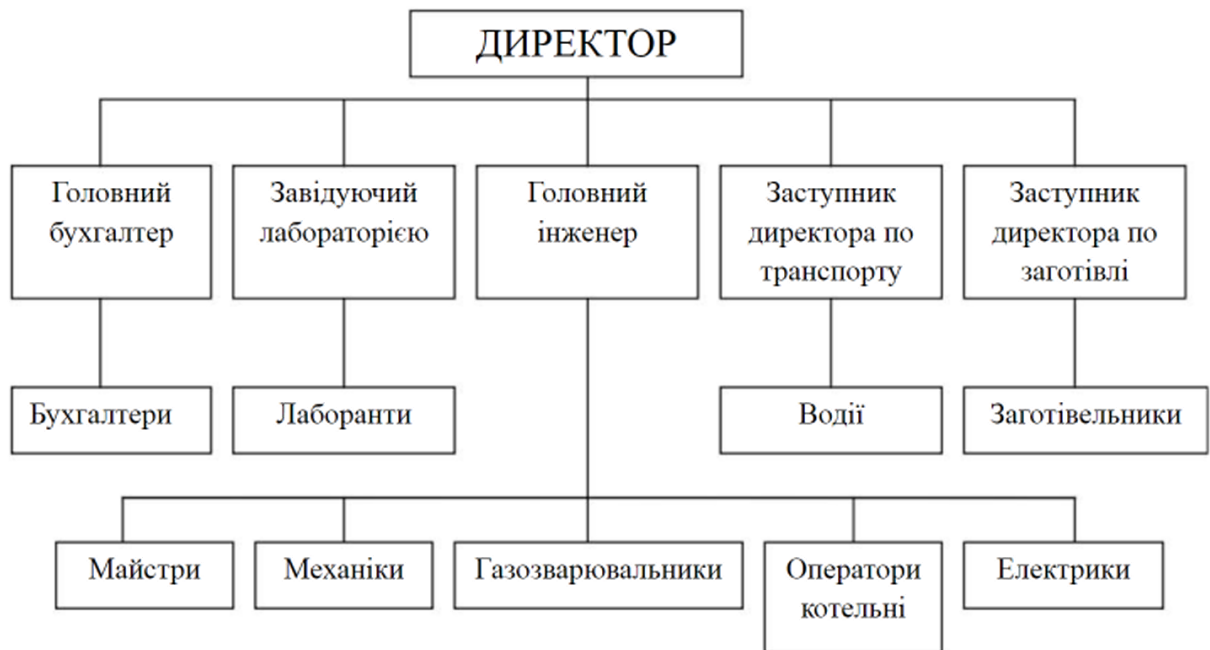 ДИРЕКТОР
Головний
бухгалтер
Завідуючий
лабораторією
Головний
інженер
Заступник
директора по
транспорту
Заступник
директора по
заготівлі
Бухгалтери
Лаборанти
Водії
Заготівельники
Майстри
Механіки
Газозварювальники
Оператори
котельні
Електрики